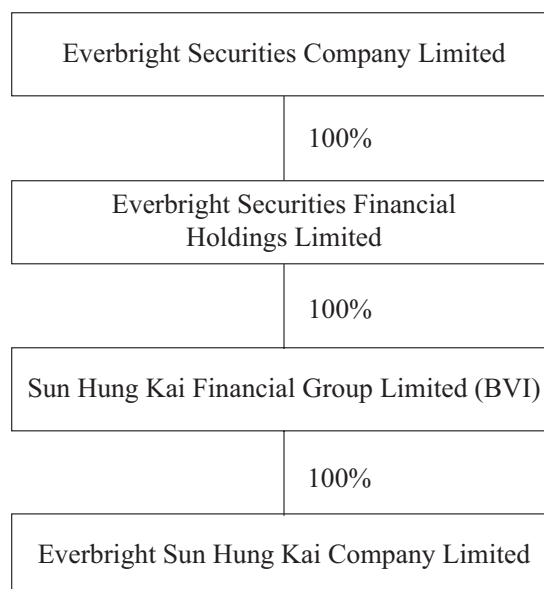 Everbright Securities Company Limited
100%
Everbright Securities Financial
Holdings Limited
100%
Sun Hung Kai Financial Group Limited (BVI)
100%
Everbright Sun Hung Kai Company Limited